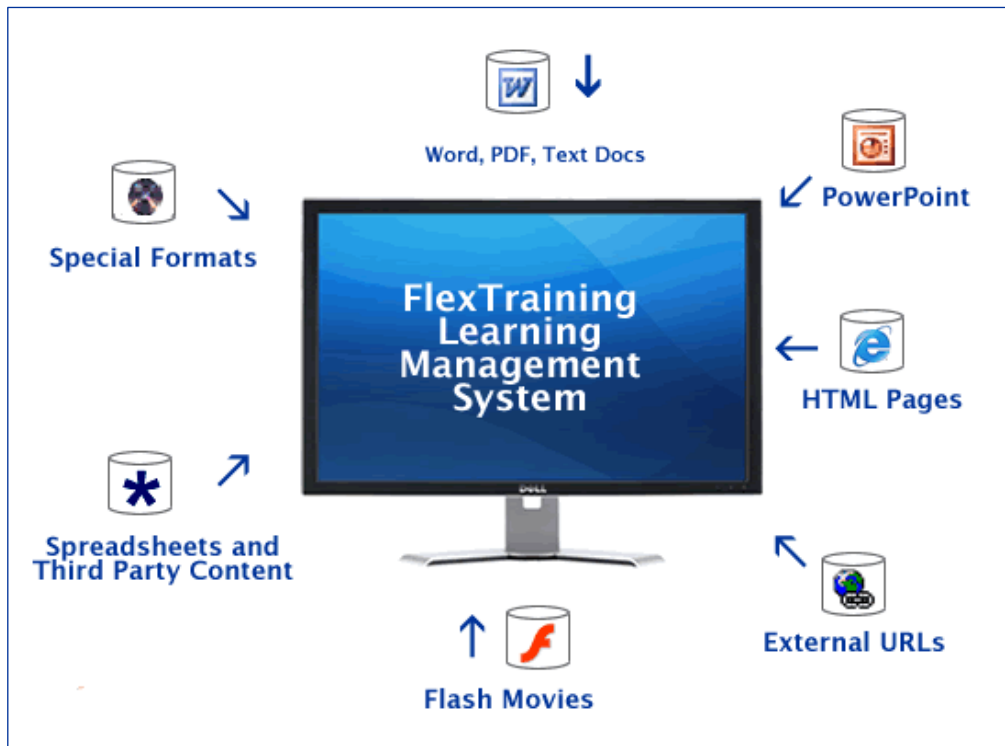 Word, PDF, Text Docs
PowerPoint
Special Formats
FlexTraining
Learning
Management
System
HTML Pages
DELL
Spreadsheets and
Third Party Content
External URLs
Flash Movies